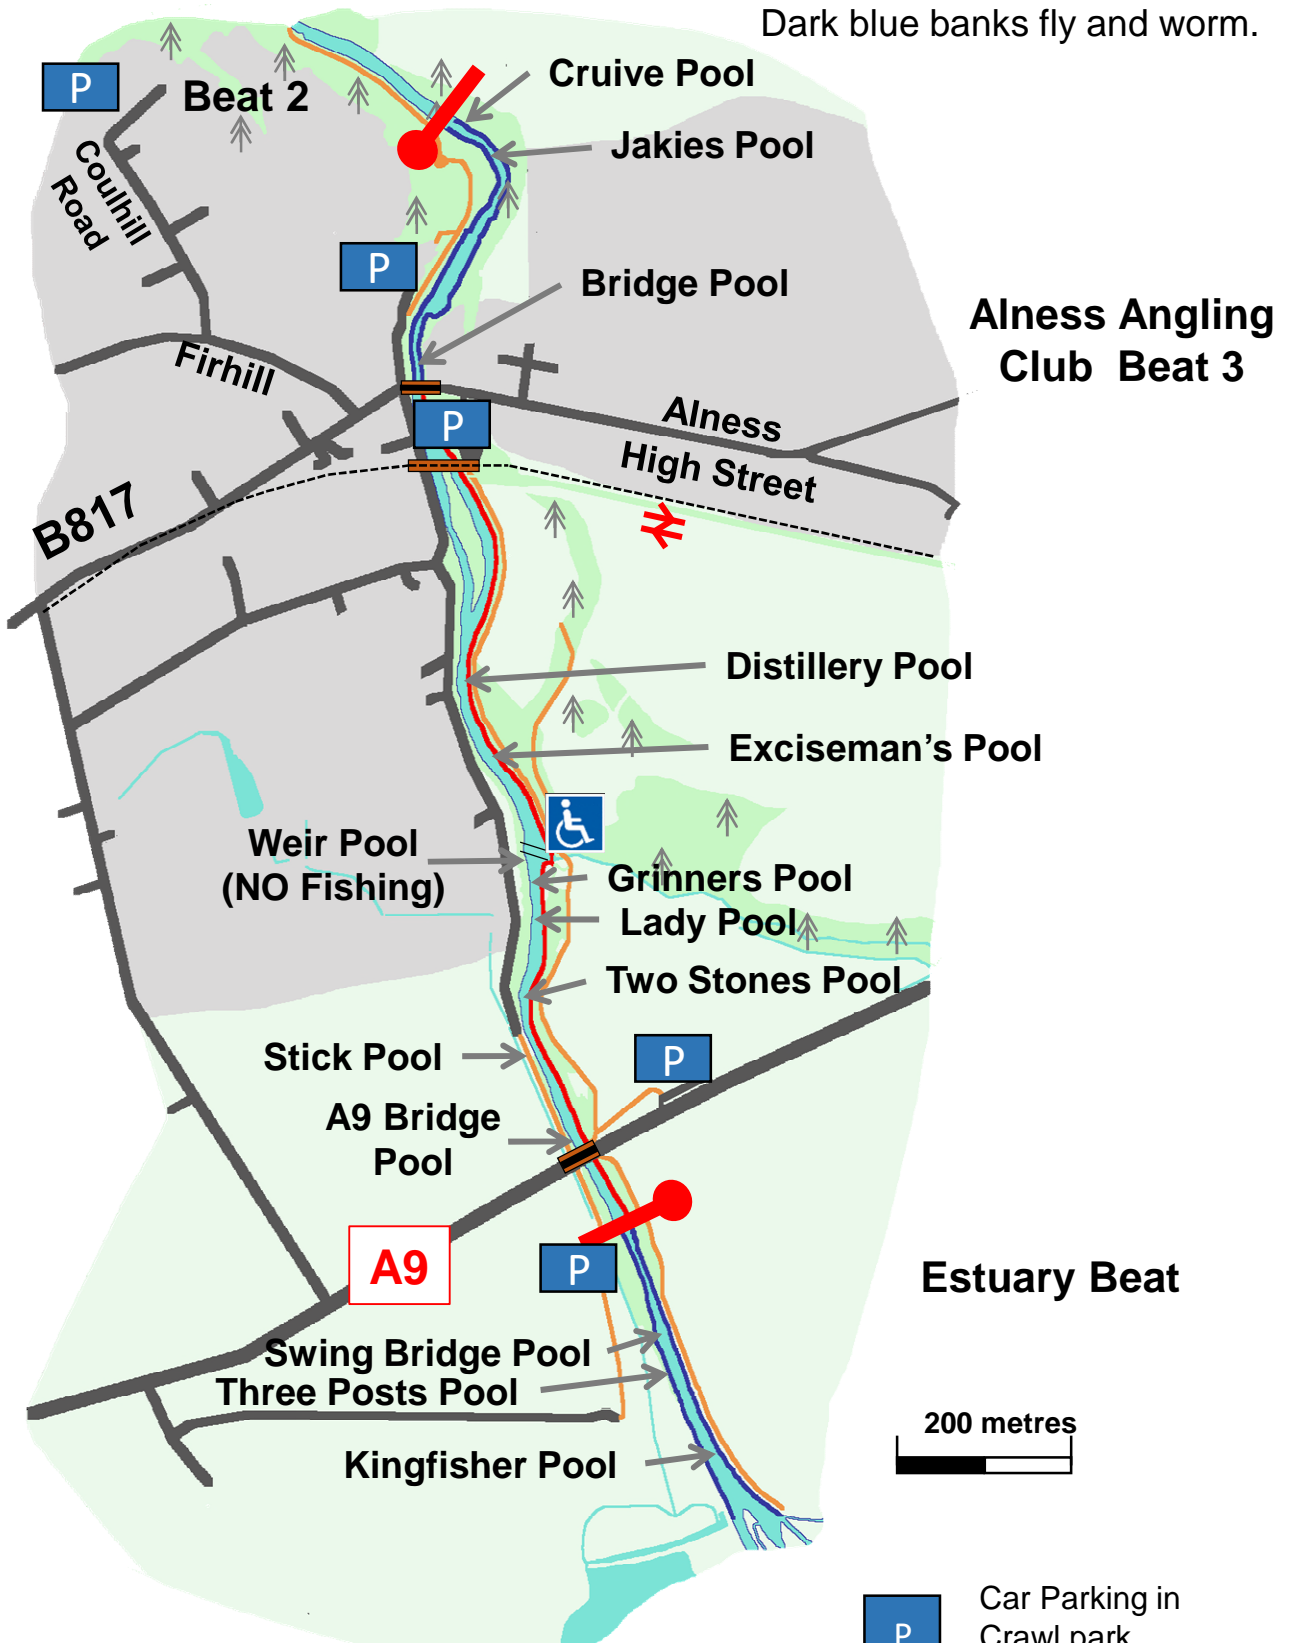 Dark blue banks fly and worm.
P
Beat 2
Cruive Pool
Jakies Pool
Coulhill
Road
P
Bridge Pool
Alness Angling
Club Beat 3
Firhill
P
Alness
High Street
B817
Distillery Pool
Exciseman's Pool
Weir Pool
(NO Fishing)
Grinners Pool
Lady Pool
Two Stones Pool
Stick Pool
P
A9 Bridge
Pool
A9
P
Estuary Beat
Swing Bridge Pool
Three Posts Pool
200 metres
Kingfisher Pool
P
Car Parking in
Crawl park